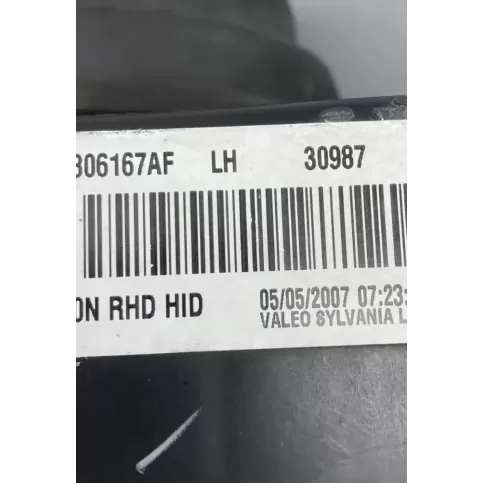 306167AF LH 30987
ON RHD HID 05/05/2007 07:23:
VALEO SYLVANIA L